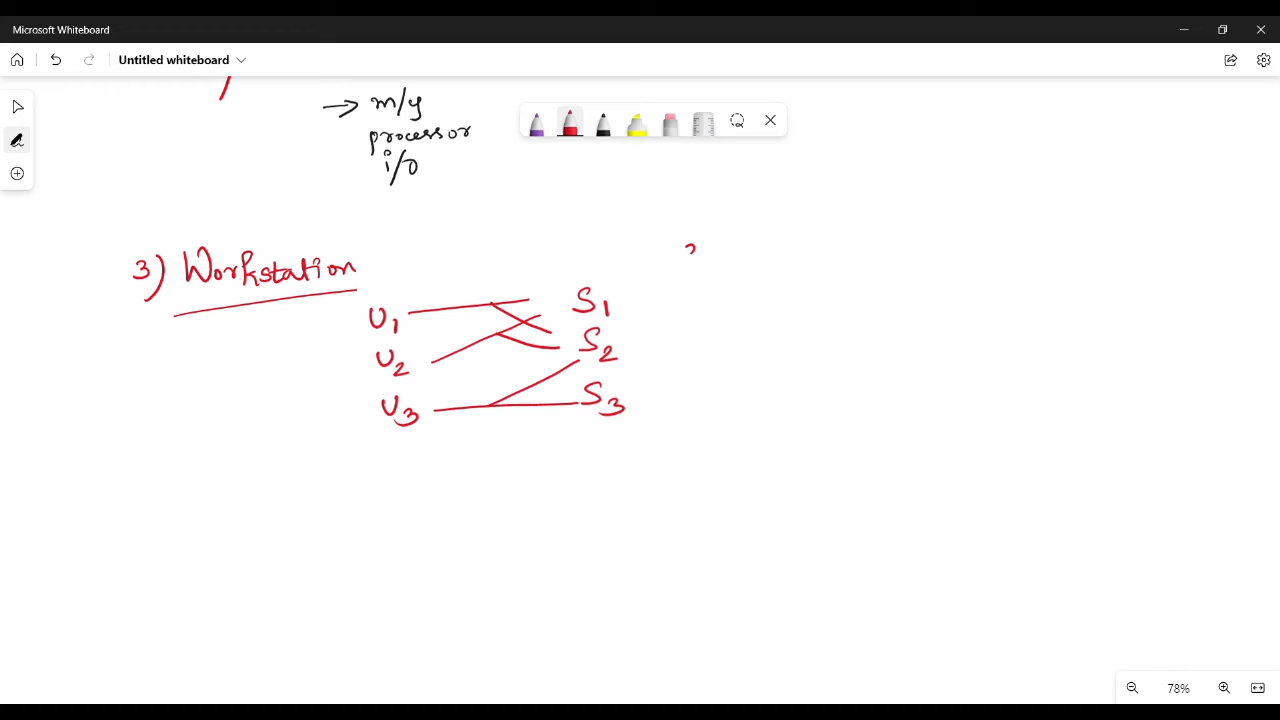 Microsoft Whiteboard
Untitled whiteboard
→ m/y
processor
i/o
3) Workstation
U1 S1
U2 S2
U3 S3
78%